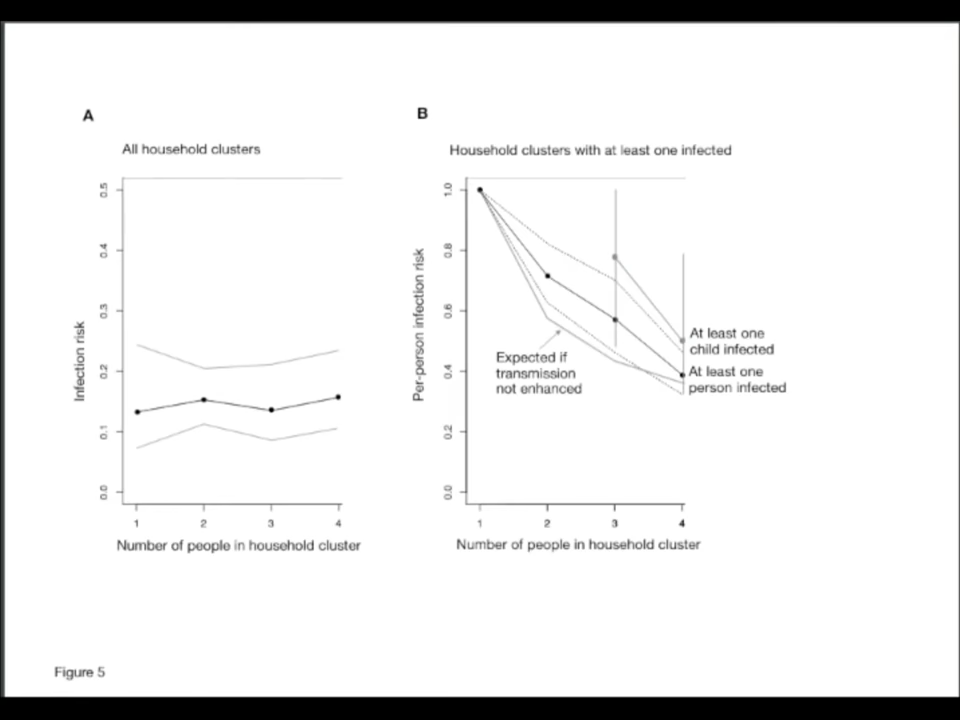 A
B
All household clusters
Household clusters with at least one infected
Infection risk
0.5
0.4
0.3
0.2
0.1
0.0
1
2
3
4
Number of people in household cluster
Per-person infection risk
1.0
0.8
0.6
0.4
0.2
0.0
Expected if
transmission
not enhanced
At least one
child infected
At least one
person infected
1
2
3
4
Number of people in household cluster
Figure 5